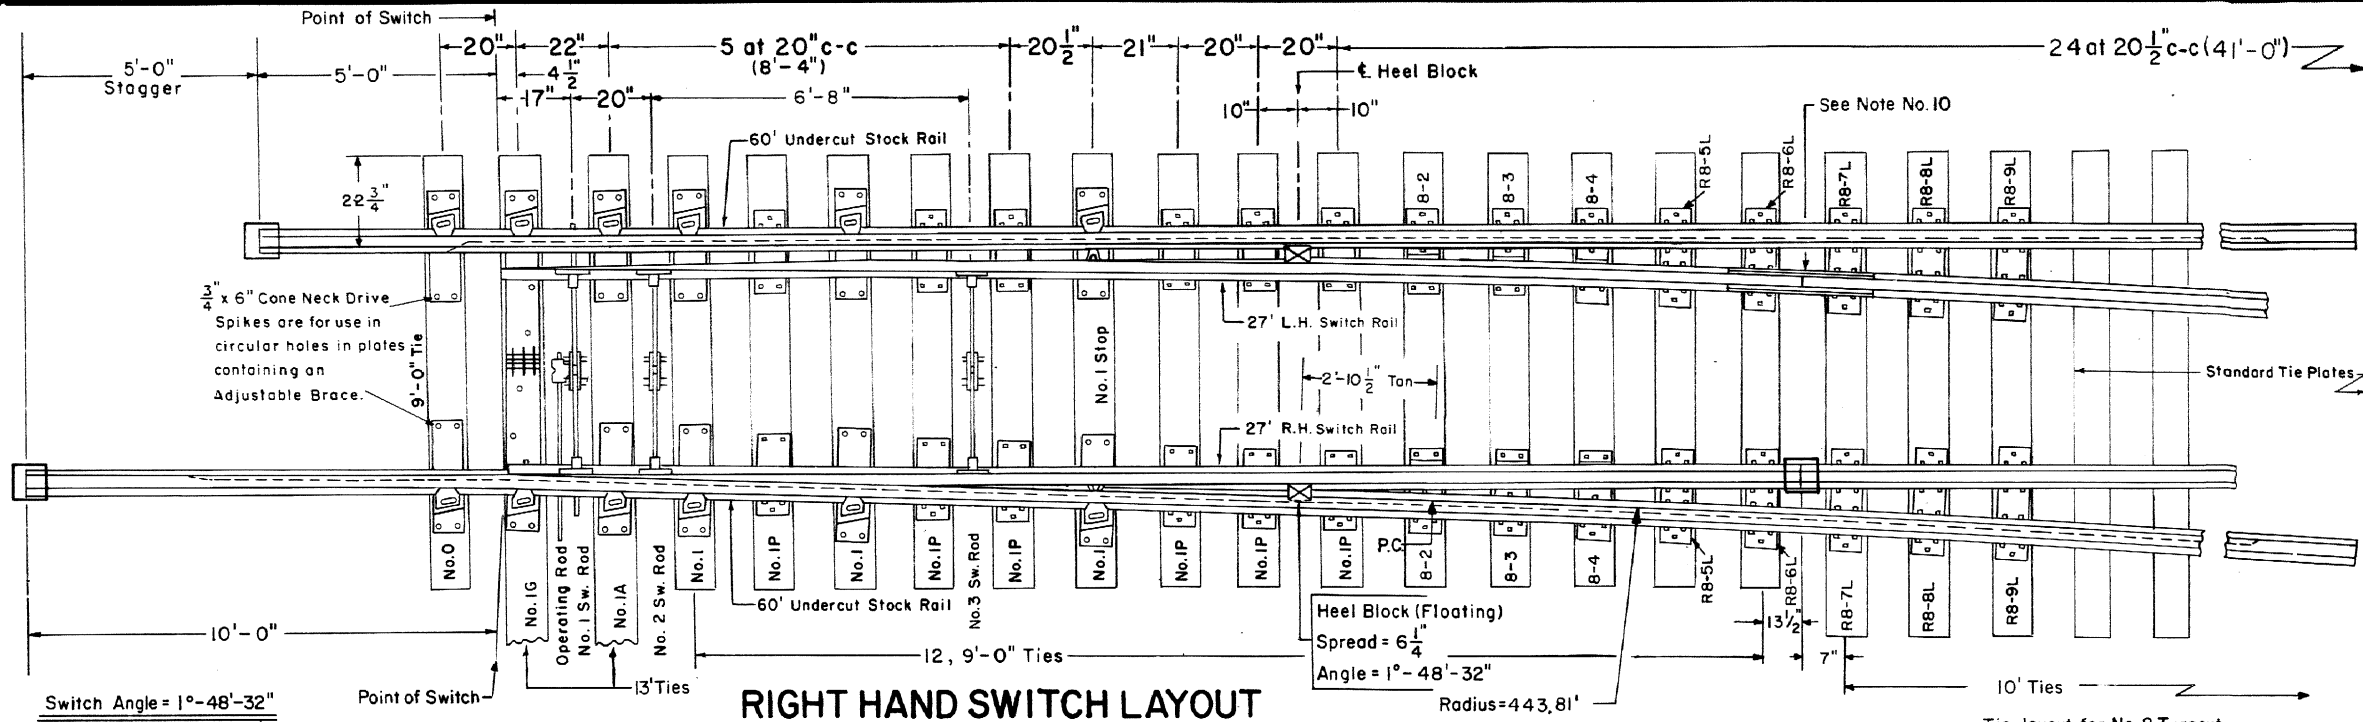 Point of Switch
20"
22"
5 at 20" c-c
(8'-4")
20 1/2"
21"
20"
20"
24 at 20 1/2" c-c (41'-0")
5'-0"
Stagger
5'-0"
4 1/2"
17"
20"
6'-8"
℄ Heel Block
10"
10"
See Note No. 10
60' Undercut Stock Rail
22 3/4"
8-2
8-3
8-4
R8-5L
R8-6L
R8-7L
R8-8L
R8-9L
3/4" x 6" Cone Neck Drive
Spikes are for use in
circular holes in plates
containing an
Adjustable Brace.
9'-0" Tie
27' L.H. Switch Rail
No.1 Stop
2'-10 1/2" Tan
Standard Tie Plates
27' R.H. Switch Rail
No.0
No.1G
Operating Rod
No.1 Sw. Rod
No.1A
No. 2 Sw. Rod
No.1
No.1P
No.1
No.1P
No.3 Sw. Rod
No.1P
No.1
No.1P
No.1P
No.1P
P.C.
8-2
8-3
8-4
R8-5L
R8-6L
R8-7L
R8-8L
R8-9L
60' Undercut Stock Rail
10'-0"
12, 9'-0" Ties
Heel Block (Floating)
Spread = 6 1/4"
Angle = 1°-48'-32"
13 1/2"
7"
Switch Angle = 1°-48'-32"
Point of Switch
13' Ties
RIGHT HAND SWITCH LAYOUT
Radius=443.81'
10' Ties